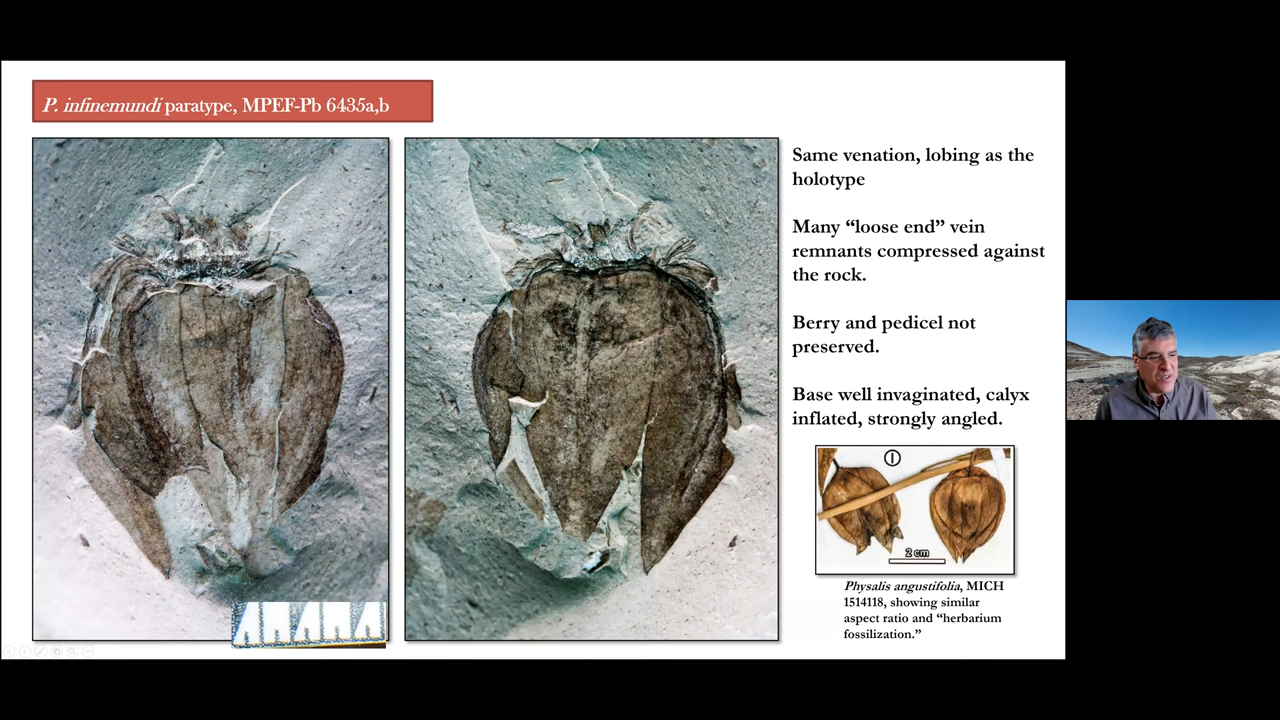 P. infinemundi paratype, MPEF-Pb 6435a,b
Same venation, lobing as the
holotype
Many “loose end” vein
remnants compressed against
the rock.
Berry and pedicel not
preserved.
Base well invaginated, calyx
inflated, strongly angled.
1
2 cm
Physalis angustifolia, MICH
1514118, showing similar
aspect ratio and “herbarium
fossilization.”